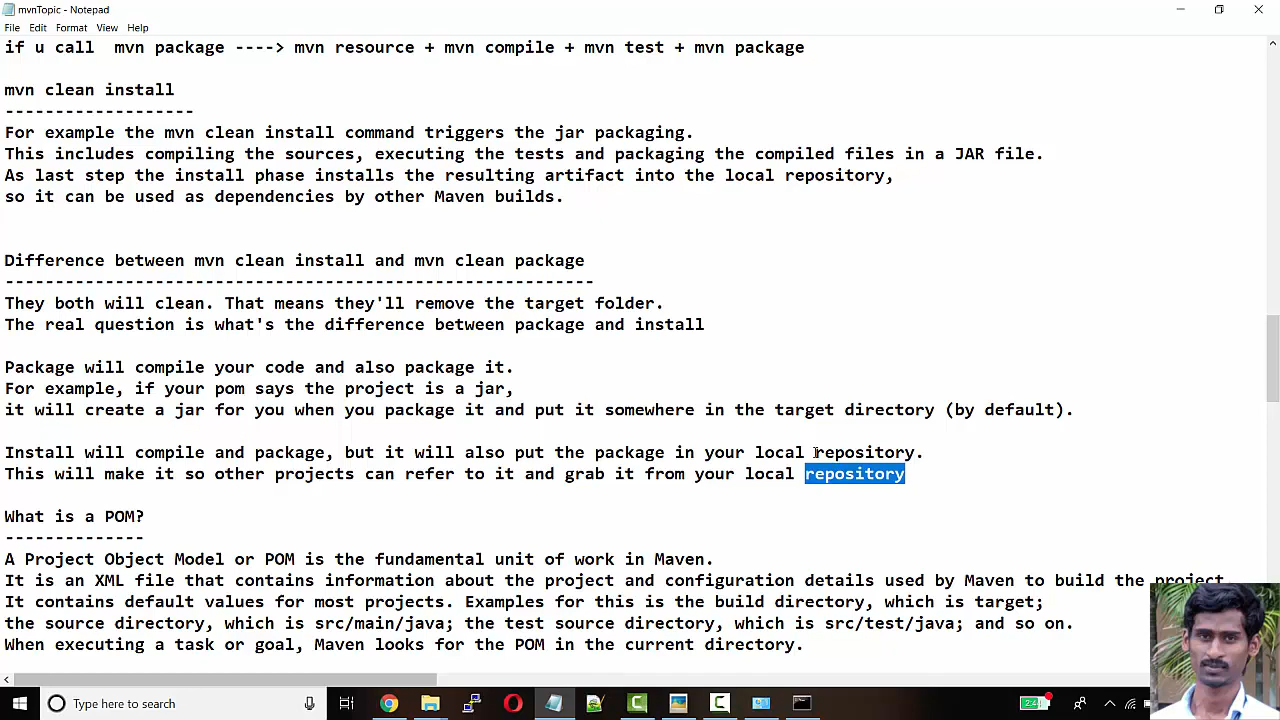 mvnTopic - Notepad
File Edit Format View Help
if u call mvn package ----> mvn resource + mvn compile + mvn test + mvn package
mvn clean install
-------------------
For example the mvn clean install command triggers the jar packaging.
This includes compiling the sources, executing the tests and packaging the compiled files in a JAR file.
As last step the install phase installs the resulting artifact into the local repository,
so it can be used as dependencies by other Maven builds.
Difference between mvn clean install and mvn clean package
-----------------------------------------------------------
They both will clean. That means they'll remove the target folder.
The real question is what's the difference between package and install
Package will compile your code and also package it.
For example, if your pom says the project is a jar,
it will create a jar for you when you package it and put it somewhere in the target directory (by default).
Install will compile and package, but it will also put the package in your local repository.
This will make it so other projects can refer to it and grab it from your local repository
What is a POM?
--------------
A Project Object Model or POM is the fundamental unit of work in Maven.
It is an XML file that contains information about the project and configuration details used by Maven to build the project.
It contains default values for most projects. Examples for this is the build directory, which is target;
the source directory, which is src/main/java; the test source directory, which is src/test/java; and so on.
When executing a task or goal, Maven looks for the POM in the current directory.
Type here to search